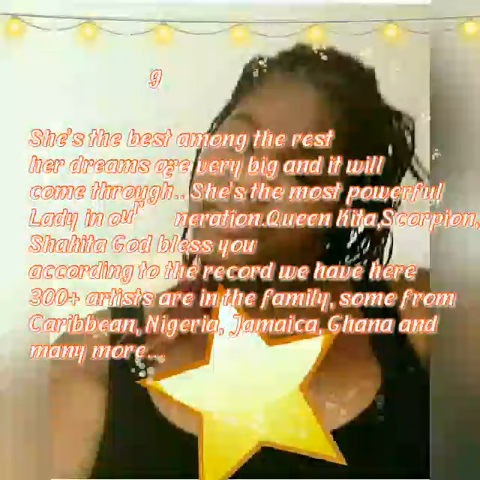 g
She's the best among the rest
her dreams are very big and it will
come through.. She's the most powerful
Lady in neration.Queen Kita,Scorpion,
Shakita God bless you
according to the record we have here
300+ artists are in the family, some from
Caribbean, Nigeria, Jamaica, Ghana and
many more...